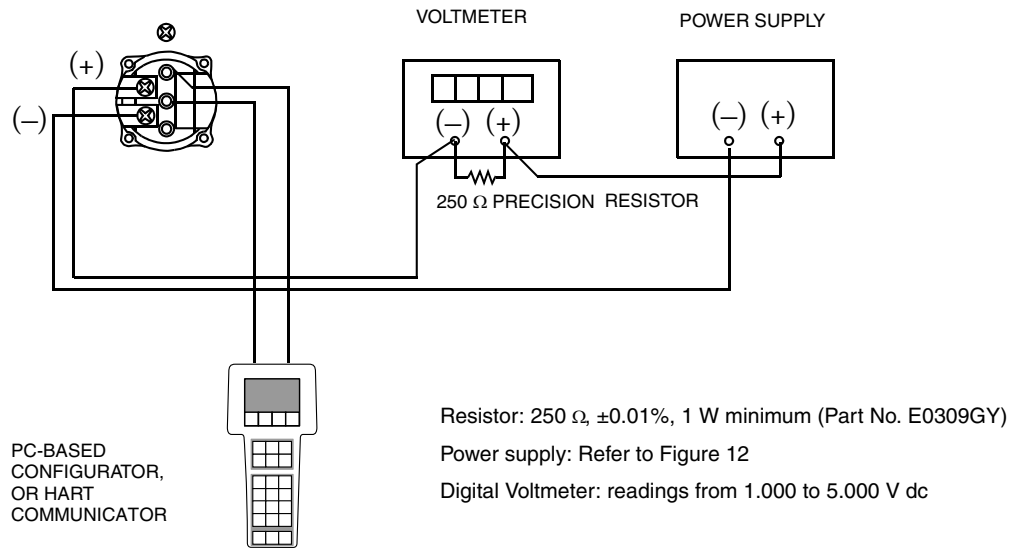 VOLTMETER
POWER SUPPLY
(+)
(–)
(–) (+)
(–) (+)
250 Ω PRECISION RESISTOR
PC-BASED
CONFIGURATOR,
OR HART
COMMUNICATOR
Resistor: 250 Ω, ±0.01%, 1 W minimum (Part No. E0309GY)
Power supply: Refer to Figure 12
Digital Voltmeter: readings from 1.000 to 5.000 V dc